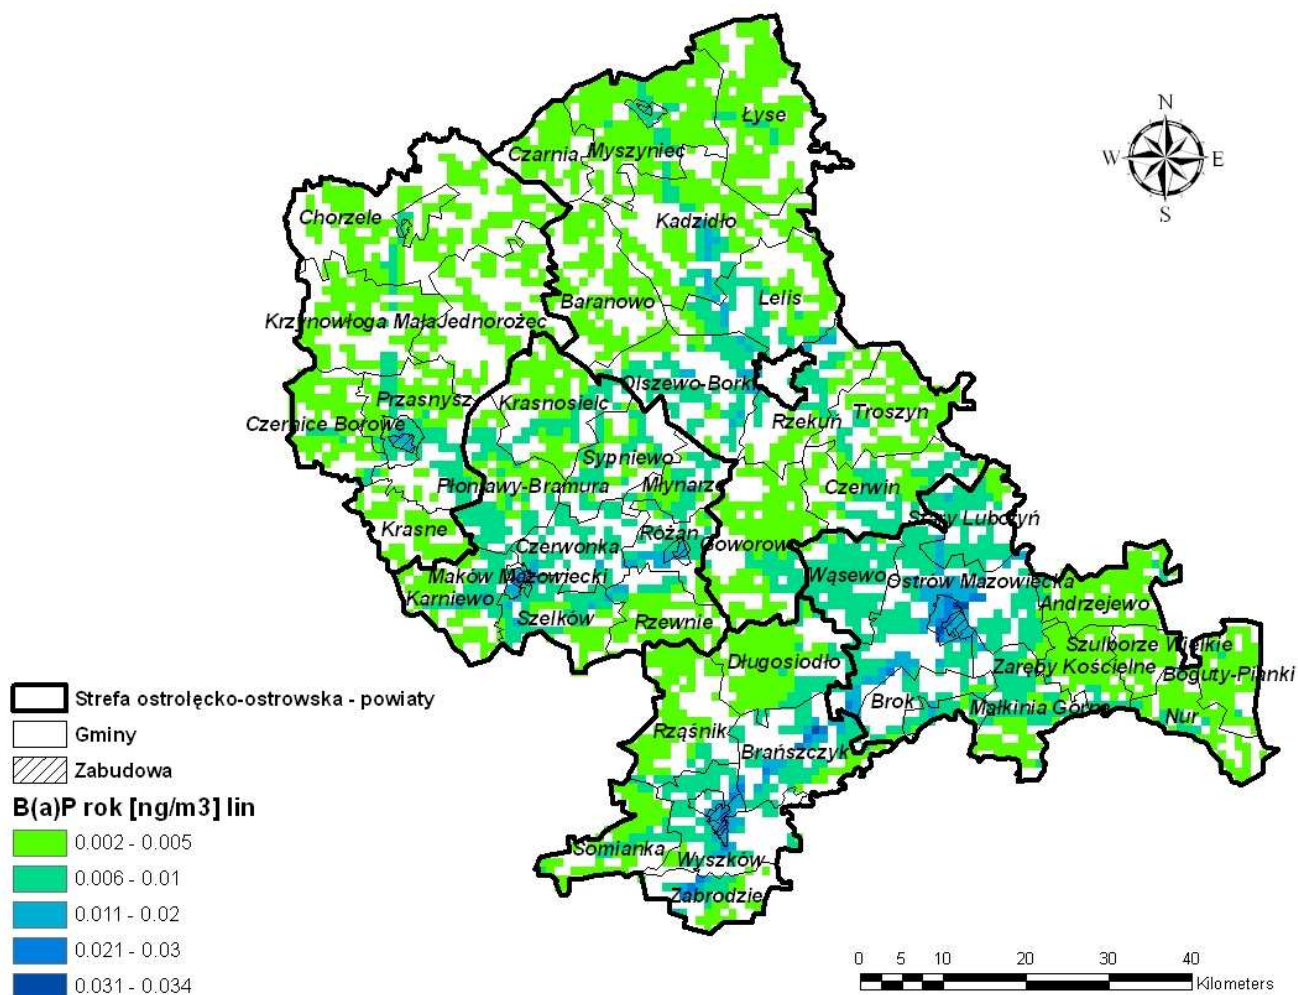 N
W E
S
Łyse
Czarnia Myszyniec
Kadzidło
Chorzele
Lelis
Baranowo
Krzynowłoga Mała Jednorożec
Olszewo-Borki
Przasnysz
Krasnosielc
Troszyn
Czernice Borowe
Rzekuń
Sypniewo
Płoniawy-Bramura
Młynarze
Czerwin
Stary Lubotyń
Krasne
Różan
Czerwonka
Goworowo
Maków Mazowiecki
Wąsewo
Ostrów Mazowiecka
Karniewo
Andrzejewo
Szelków
Rzewnie
Szulborze Wielkie
Długosiodło
Zaręby Kościelne
Boguty-Pianki
Brok
Małkinia Górna
Nur
Rząśnik
Brańszczyk
Somianka
Wyszków
Zabrodzie
Strefa ostrołęcko-ostrowska - powiaty
Gminy
Zabudowa
B(a)P rok [ng/m3] lin
0.002 - 0.005
0.006 - 0.01
0.011 - 0.02
0.021 - 0.03
0.031 - 0.034
0 5 10 20 30 40
Kilometers